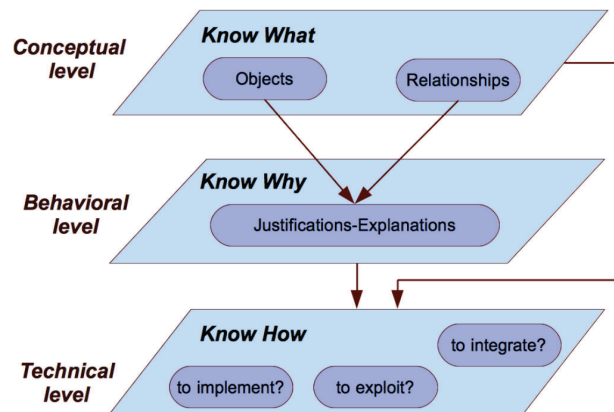 Know What
Conceptual
level
Objects
Relationships
Know Why
Behavioral
level
Justifications-Explanations
Know How
to integrate?
Technical
level
to implement?
to exploit?